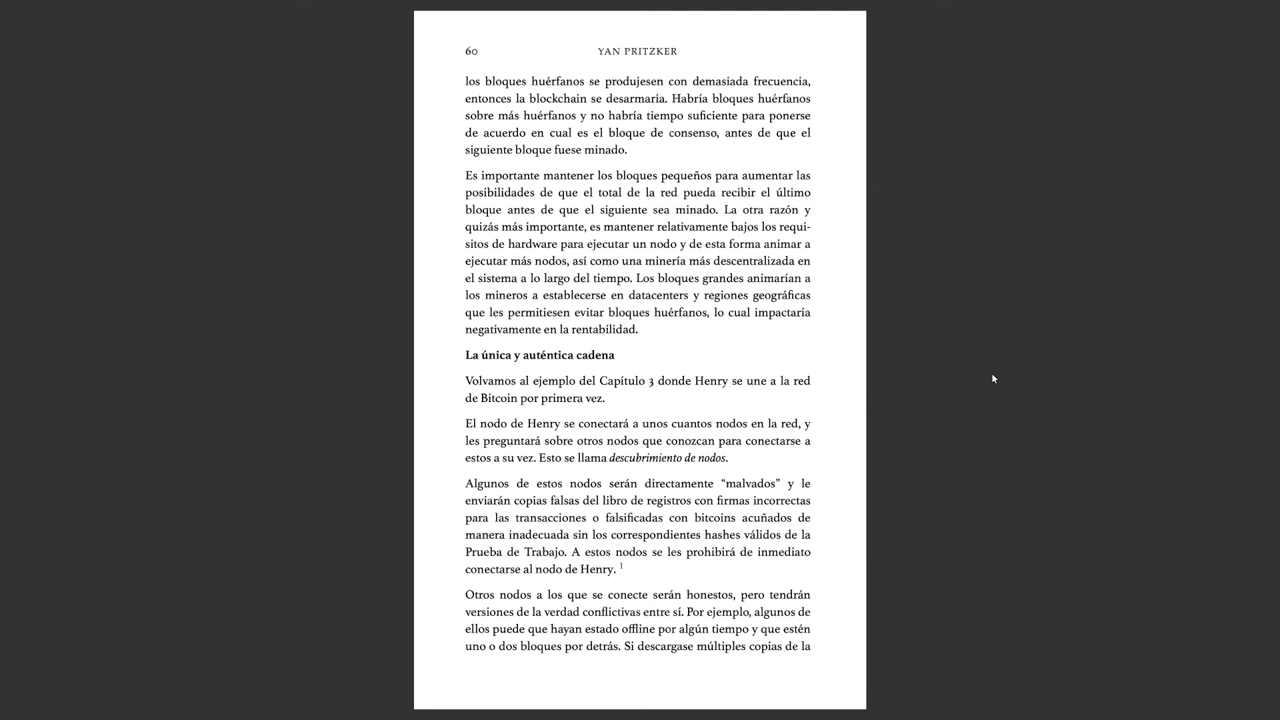 60
YAN PRITZKER
los bloques huérfanos se produjesen con demasiada frecuencia,
entonces la blockchain se desarmaría. Habría bloques huérfanos
sobre más huérfanos y no habría tiempo suficiente para ponerse
de acuerdo en cual es el bloque de consenso, antes de que el
siguiente bloque fuese minado.
Es importante mantener los bloques pequeños para aumentar las
posibilidades de que el total de la red pueda recibir el último
bloque antes de que el siguiente sea minado. La otra razón y
quizás más importante, es mantener relativamente bajos los requi-
sitos de hardware para ejecutar un nodo y de esta forma animar a
ejecutar más nodos, así como una minería más descentralizada en
el sistema a lo largo del tiempo. Los bloques grandes animarían a
los mineros a establecerse en datacenters y regiones geográficas
que les permitiesen evitar bloques huérfanos, lo cual impactaría
negativamente en la rentabilidad.
La única y auténtica cadena
Volvamos al ejemplo del Capítulo 3 donde Henry se une a la red
de Bitcoin por primera vez.
El nodo de Henry se conectará a unos cuantos nodos en la red, y
les preguntará sobre otros nodos que conozcan para conectarse a
estos a su vez. Esto se llama descubrimiento de nodos.
Algunos de estos nodos serán directamente “malvados” y le
enviarán copias falsas del libro de registros con firmas incorrectas
para las transacciones o falsificadas con bitcoins acuñados de
manera inadecuada sin los correspondientes hashes válidos de la
Prueba de Trabajo. A estos nodos se les prohibirá de inmediato
conectarse al nodo de Henry. 1
Otros nodos a los que se conecte serán honestos, pero tendrán
versiones de la verdad conflictivas entre sí. Por ejemplo, algunos de
ellos puede que hayan estado offline por algún tiempo y que estén
uno o dos bloques por detrás. Si descargase múltiples copias de la